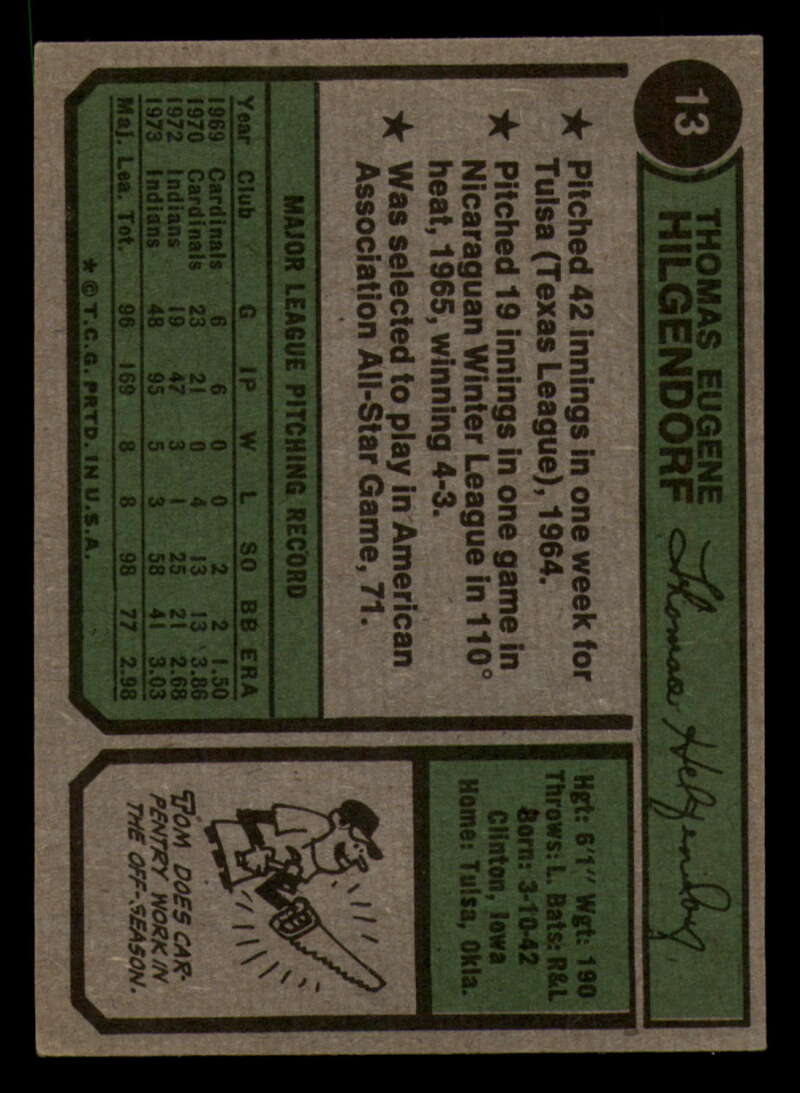 13
THOMAS EUGENE
HILGENDORF
Thomas Hilgendorf
★ Pitched 42 innings in one week for
Tulsa (Texas League), 1964.
★ Pitched 19 innings in one game in
Nicaraguan Winter League in 110°
heat, 1965, winning 4-3.
★ Was selected to play in American
Association All-Star Game, 71.
MAJOR LEAGUE PITCHING RECORD
Year Club G IP W L SO BB ERA
1969 Cardinals 6 6 0 0 2 2 1.50
1970 Cardinals 23 21 0 4 13 13 3.86
1972 Indians 19 47 3 1 25 21 2.68
1973 Indians 48 95 5 3 58 41 3.03
Maj. Lea. Tot. 96 169 8 8 98 77 2.98
* © T.C.G. PRTD. IN U.S.A.
Hgt: 6'1" Wgt: 190
Throws: L. Bats: R&L
Born: 3-10-42
Clinton, Iowa
Home: Tulsa, Okla.
TOM DOES CAR-
PENTRY WORK IN
THE OFF-SEASON.